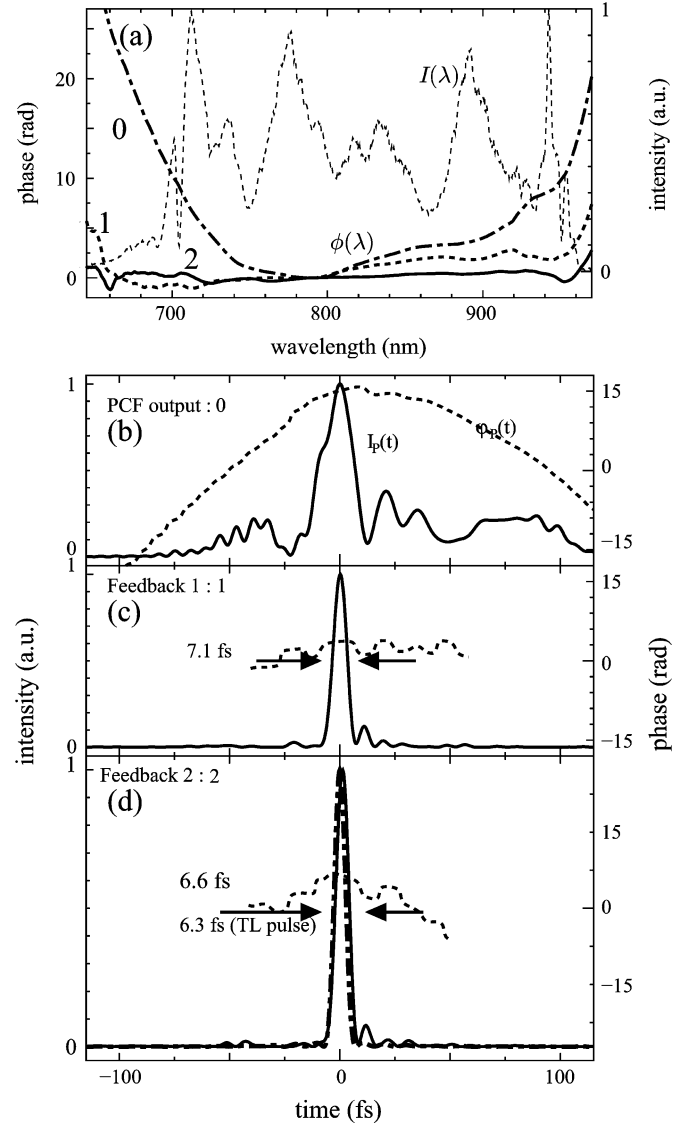 (a)
1
20
10
0
phase (rad)
0
1
2
I(λ)
ϕ(λ)
intensity (a.u.)
0
700
800
900
wavelength (nm)
1
PCF output : 0
(b)
I_P(t)
φ_P(t)
15
0
−15
0
1
Feedback 1 : 1
(c)
7.1 fs
15
0
−15
0
intensity (a.u.)
phase (rad)
1
Feedback 2 : 2
(d)
6.6 fs
6.3 fs (TL pulse)
15
0
−15
0
−100
0
100
time (fs)